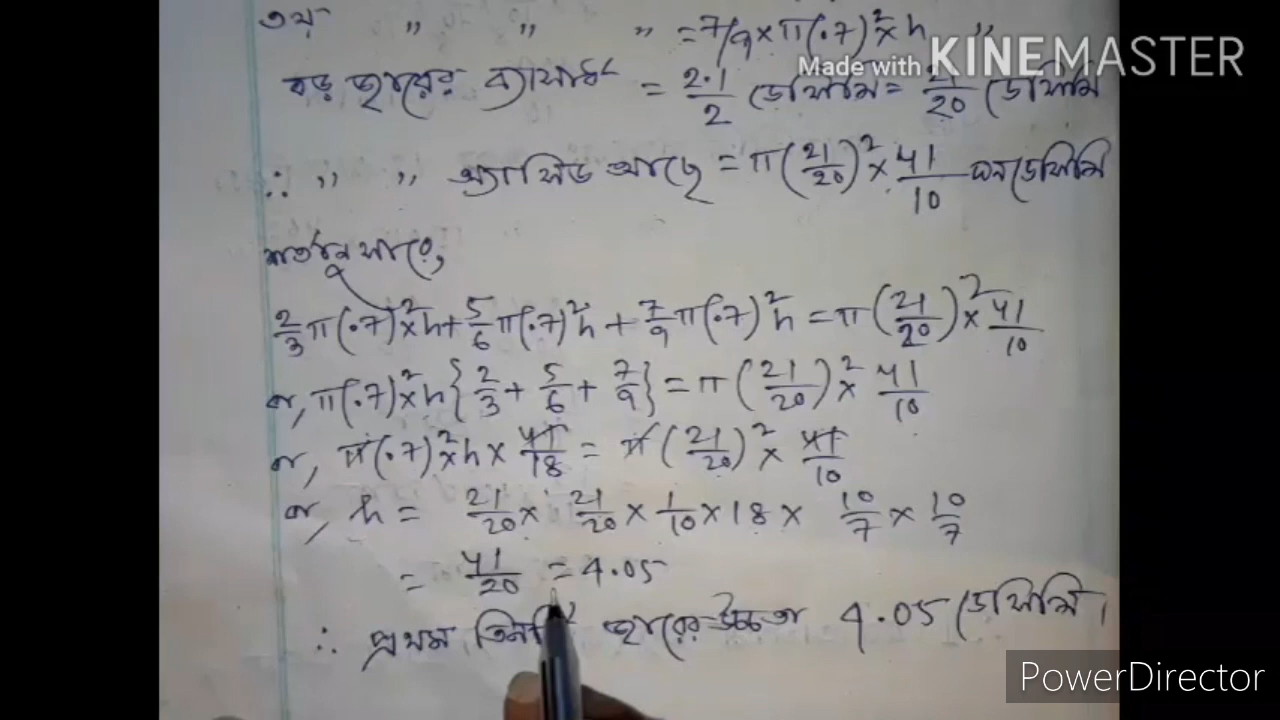 ৩য় " " " = 7/9 × π(.7)² × h "
Made with KINEMASTER
বড় জারের ব্যাসার্ধ = 2.1/2 ডেসিমি = 21/20 ডেসিমি
∴ " " অ্যাসিড আছে = π(21/20)² × 41/10 ঘনডেসিমি
শর্তানুসারে,
2/3 π(.7)² × h + 5/6 π(.7)² h + 7/9 π(.7)² h = π(21/20)² × 41/10
বা, π(.7)² × h {2/3 + 5/6 + 7/9} = π(21/20)² × 41/10
বা, π(.7)² × h × 41/18 = π(21/20)² × 41/10
বা, h = 21/20 × 21/20 × 1/10 × 18 × 10/7 × 10/7
= 41/20 = 4.05
∴ প্রথম তিনটি জারের উচ্চতা 4.05 ডেসিমি।
PowerDirector